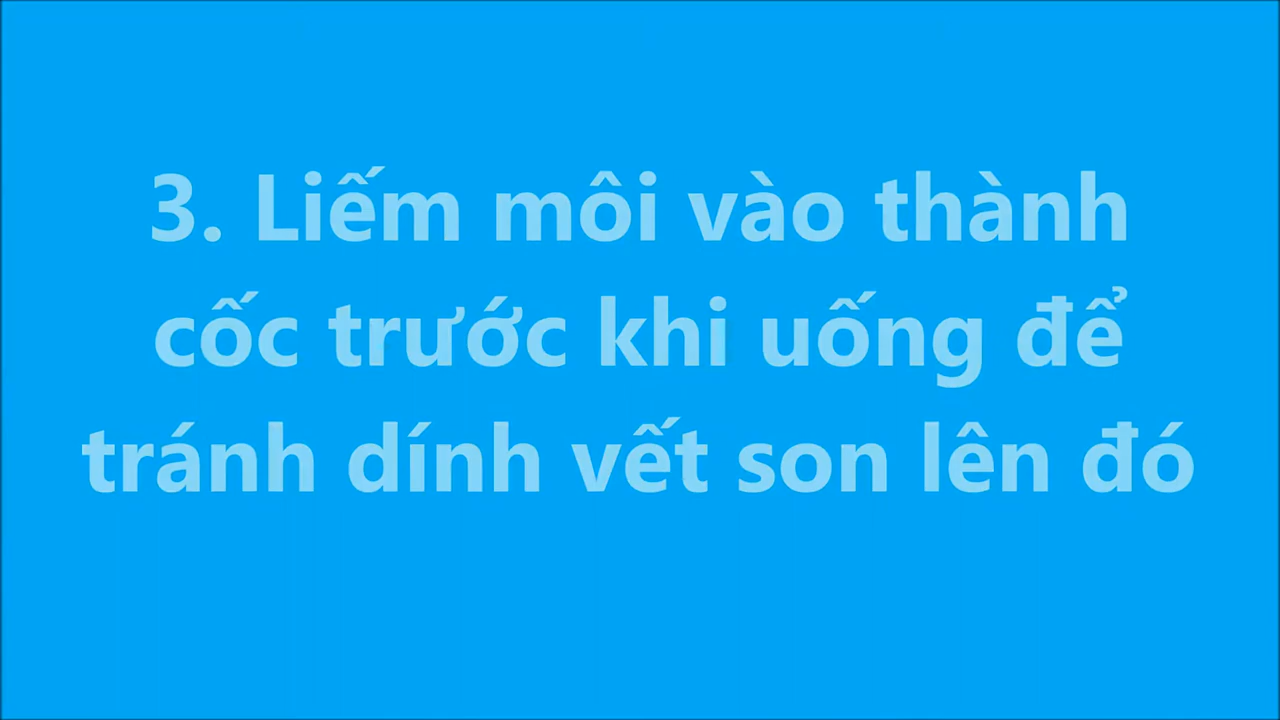 3. Liếm môi vào thành
cốc trước khi uống để
tránh dính vết son lên đó